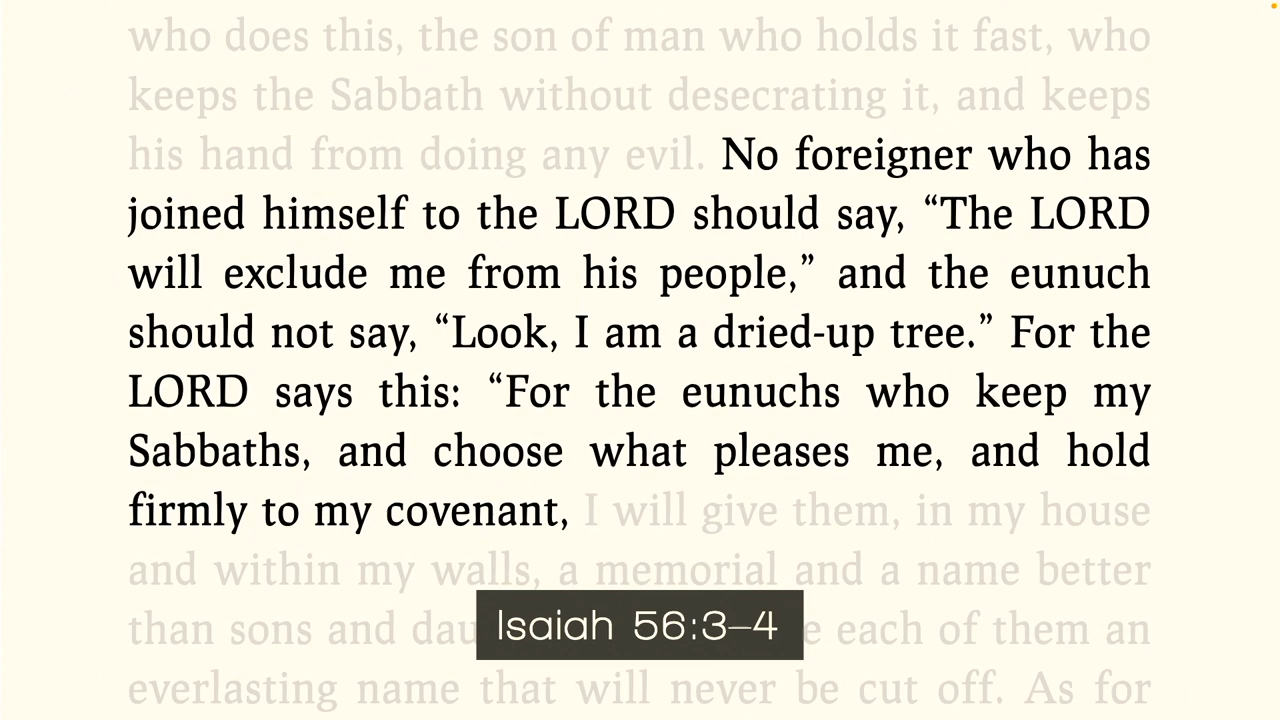 who does this, the son of man who holds it fast, who
keeps the Sabbath without desecrating it, and keeps
his hand from doing any evil. No foreigner who has
joined himself to the LORD should say, “The LORD
will exclude me from his people,” and the eunuch
should not say, “Look, I am a dried-up tree.” For the
LORD says this: “For the eunuchs who keep my
Sabbaths, and choose what pleases me, and hold
firmly to my covenant, I will give them, in my house
and within my walls, a memorial and a name better
than sons and each of them an
Isaiah 56:3–4
everlasting name that will never be cut off. As for